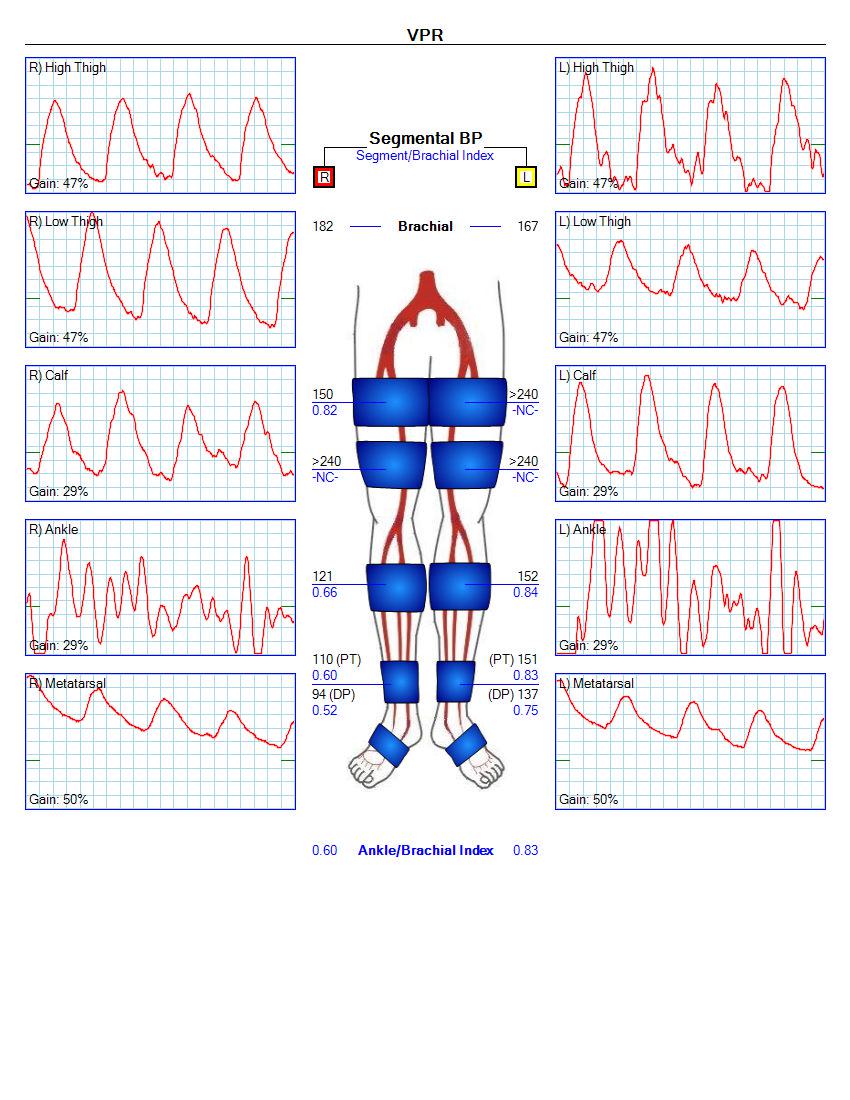 VPR
R) High Thigh
Gain: 47%
R) Low Thigh
Gain: 47%
R) Calf
Gain: 29%
R) Ankle
Gain: 29%
R) Metatarsal
Gain: 50%
Segmental BP
Segment/Brachial Index
R L
182 Brachial 167
150 >240
0.82 -NC-
>240 >240
-NC- -NC-
121 152
0.66 0.84
110 (PT) (PT) 151
0.60 0.83
94 (DP) (DP) 137
0.52 0.75
0.60 Ankle/Brachial Index 0.83
L) High Thigh
Gain: 47%
L) Low Thigh
Gain: 47%
L) Calf
Gain: 29%
L) Ankle
Gain: 29%
L) Metatarsal
Gain: 50%